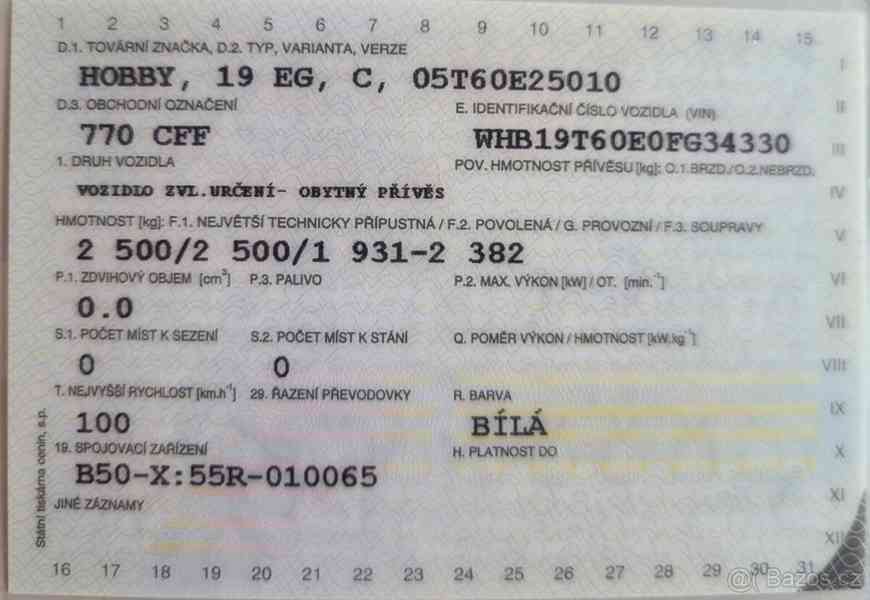 1 2 3 4 5 6 7 8 9 10 11 12 13 14 15
D.1. TOVÁRNÍ ZNAČKA, D.2. TYP, VARIANTA, VERZE
HOBBY, 19 EG, C, 05T60E25010
I
D.3. OBCHODNÍ OZNAČENÍ E. IDENTIFIKAČNÍ ČÍSLO VOZIDLA (VIN)
II
770 CFF WHB19T60E0FG34330
III
1. DRUH VOZIDLA POV. HMOTNOST PŘÍVĚSU [kg]: O.1. BRZD./O.2. NEBRZD.
VOZIDLO ZVL.URČENÍ- OBYTNÝ PŘÍVĚS
IV
HMOTNOST [kg]: F.1. NEJVĚTŠÍ TECHNICKY PŘÍPUSTNÁ / F.2. POVOLENÁ / G. PROVOZNÍ / F.3. SOUPRAVY
V
2 500/2 500/1 931-2 382
P.1. ZDVIHOVÝ OBJEM [cm³] P.3. PALIVO P.2. MAX. VÝKON [kW] / OT. [min.⁻¹]
VI
0.0
VII
S.1. POČET MÍST K SEZENÍ S.2. POČET MÍST K STÁNÍ Q. POMĚR VÝKON / HMOTNOST [kW.kg⁻¹]
0 0
VIII
T. NEJVYŠŠÍ RYCHLOST [km.h⁻¹] 29. ŘAZENÍ PŘEVODOVKY R. BARVA
IX
100 BÍLÁ
19. SPOJOVACÍ ZAŘÍZENÍ H. PLATNOST DO
X
B50-X:55R-010065
XI
JINÉ ZÁZNAMY
XII
Státní tiskárna cenin, s.p.
16 17 18 19 20 21 22 23 24 25 26 27 28 29 30 31
@( Bazos.cz